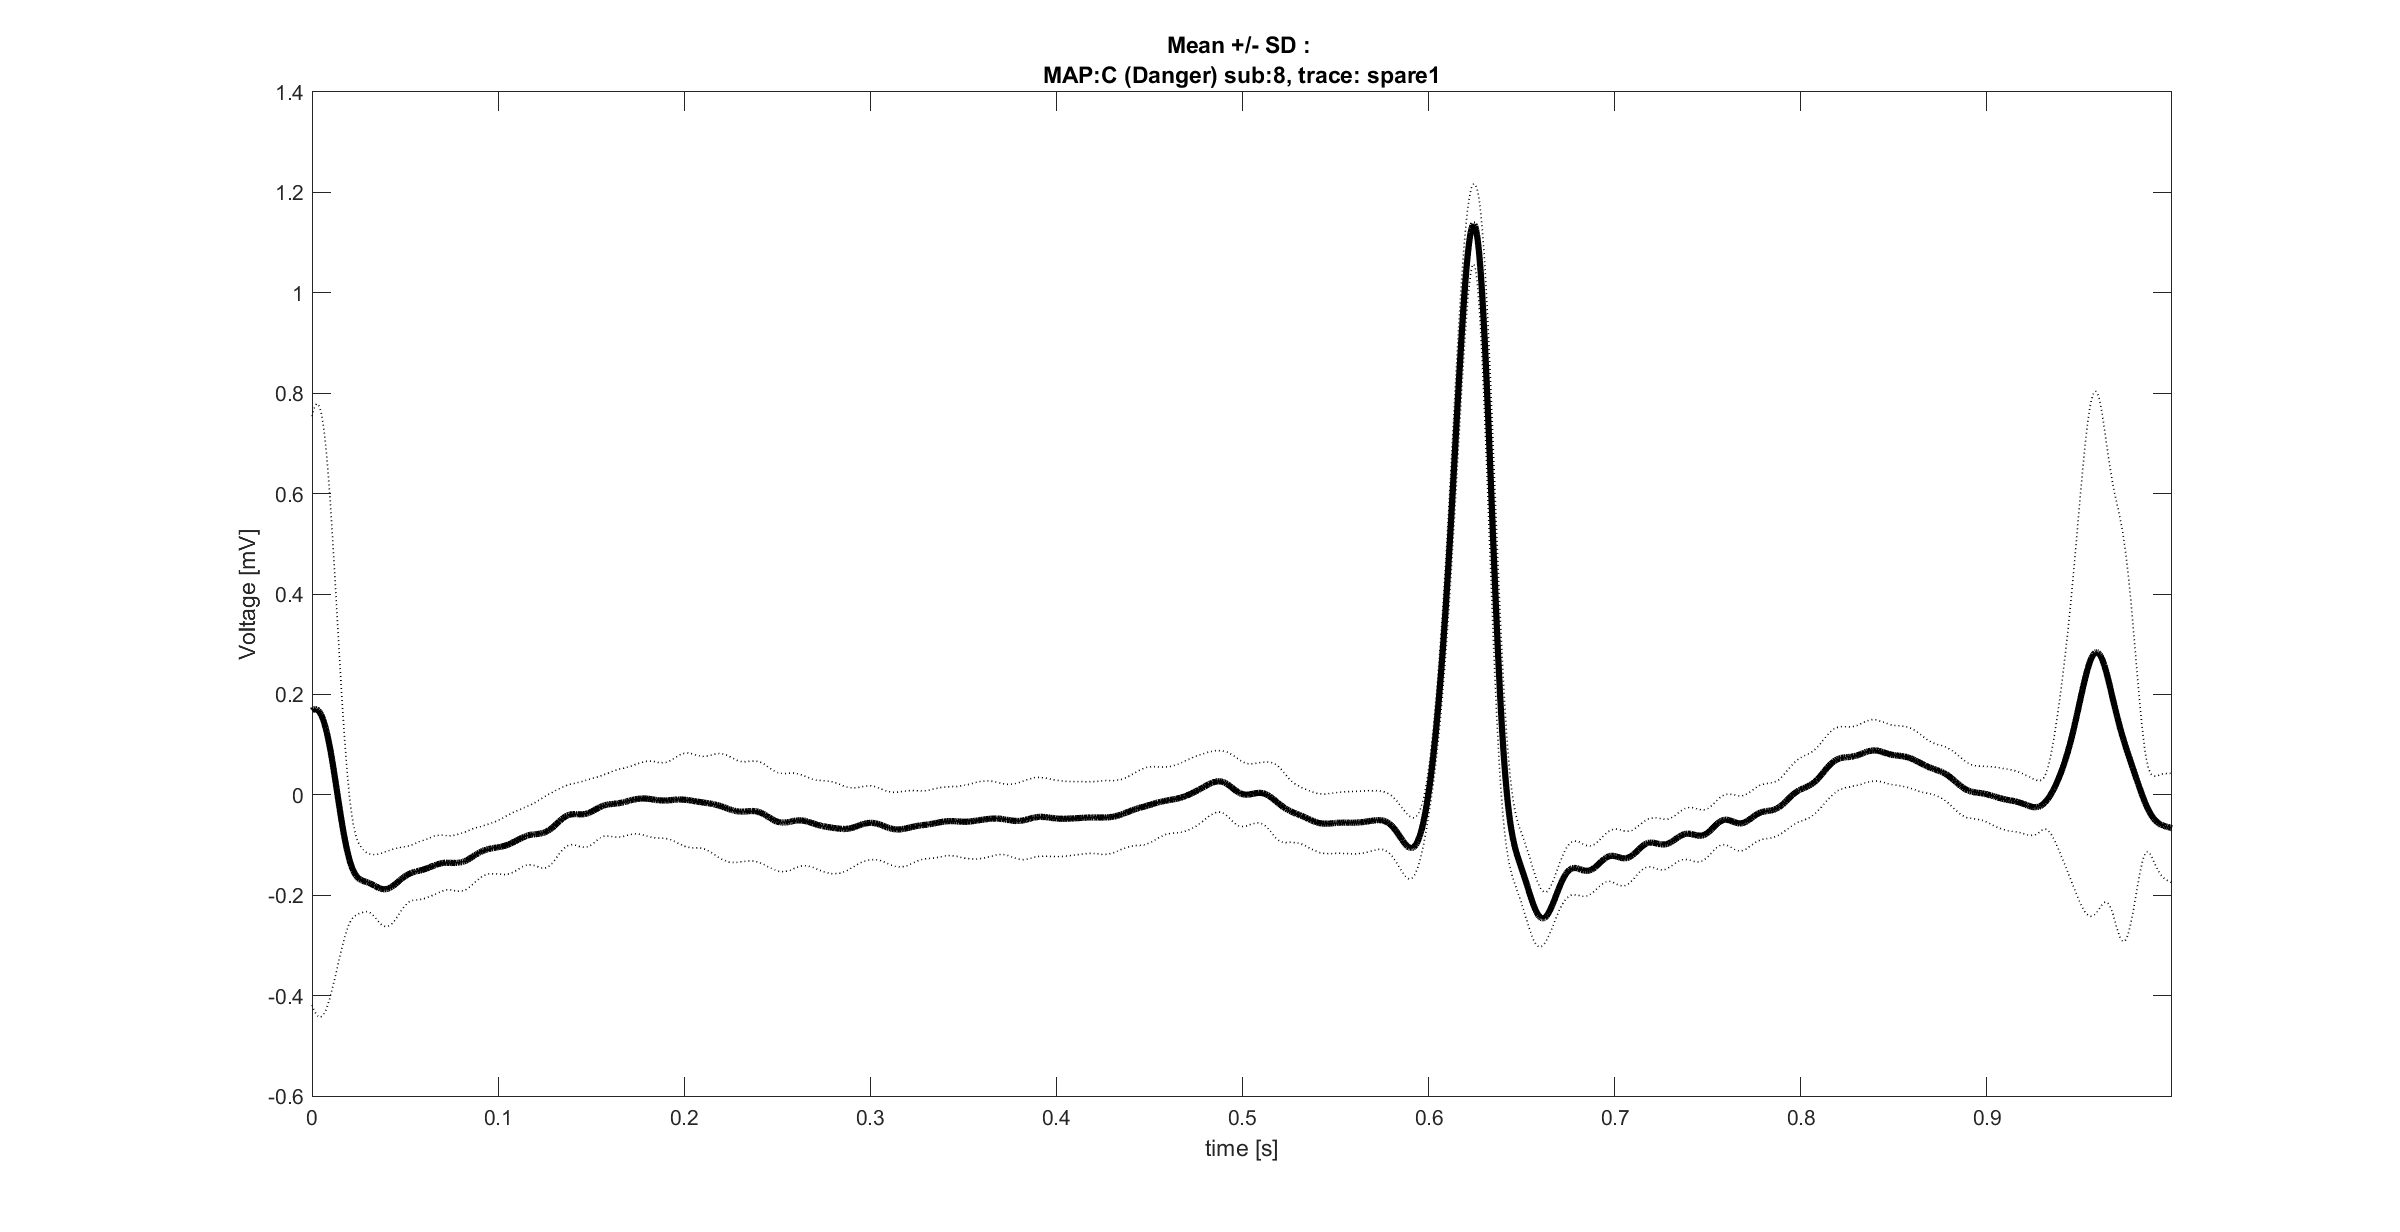 Mean +/- SD :
MAP:C (Danger) sub:8, trace: spare1
1.4
1.2
1
0.8
0.6
0.4
0.2
0
-0.2
-0.4
-0.6
Voltage [mV]
0 0.1 0.2 0.3 0.4 0.5 0.6 0.7 0.8 0.9
time [s]